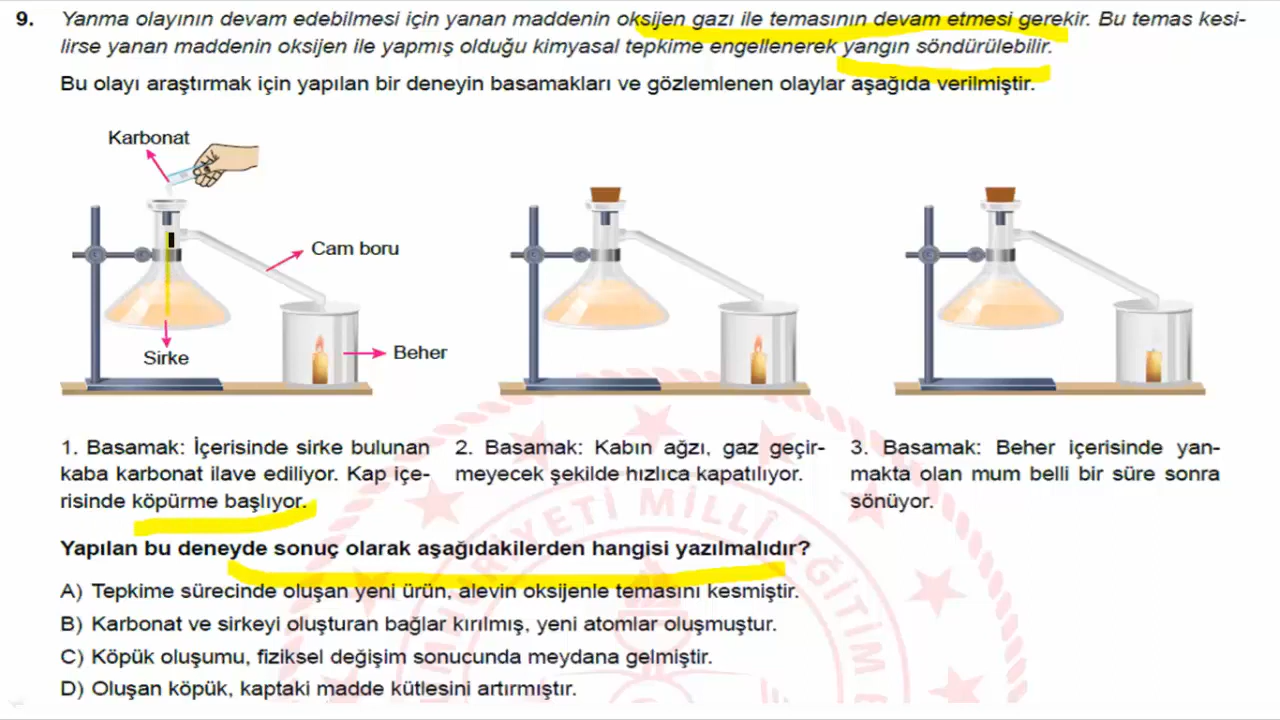 9. Yanma olayının devam edebilmesi için yanan maddenin oksijen gazı ile temasının devam etmesi gerekir. Bu temas kesi-
lirse yanan maddenin oksijen ile yapmış olduğu kimyasal tepkime engellenerek yangın söndürülebilir.
Bu olayı araştırmak için yapılan bir deneyin basamakları ve gözlemlenen olaylar aşağıda verilmiştir.
Karbonat
Cam boru
Sirke
Beher
1. Basamak: İçerisinde sirke bulunan
kaba karbonat ilave ediliyor. Kap içe-
risinde köpürme başlıyor.
2. Basamak: Kabın ağzı, gaz geçir-
meyecek şekilde hızlıca kapatılıyor.
3. Basamak: Beher içerisinde yan-
makta olan mum belli bir süre sonra
sönüyor.
Yapılan bu deneyde sonuç olarak aşağıdakilerden hangisi yazılmalıdır?
A) Tepkime sürecinde oluşan yeni ürün, alevin oksijenle temasını kesmiştir.
B) Karbonat ve sirkeyi oluşturan bağlar kırılmış, yeni atomlar oluşmuştur.
C) Köpük oluşumu, fiziksel değişim sonucunda meydana gelmiştir.
D) Oluşan köpük, kaptaki madde kütlesini artırmıştır.
MHURİYETİ MİLLÎ EĞİTİM